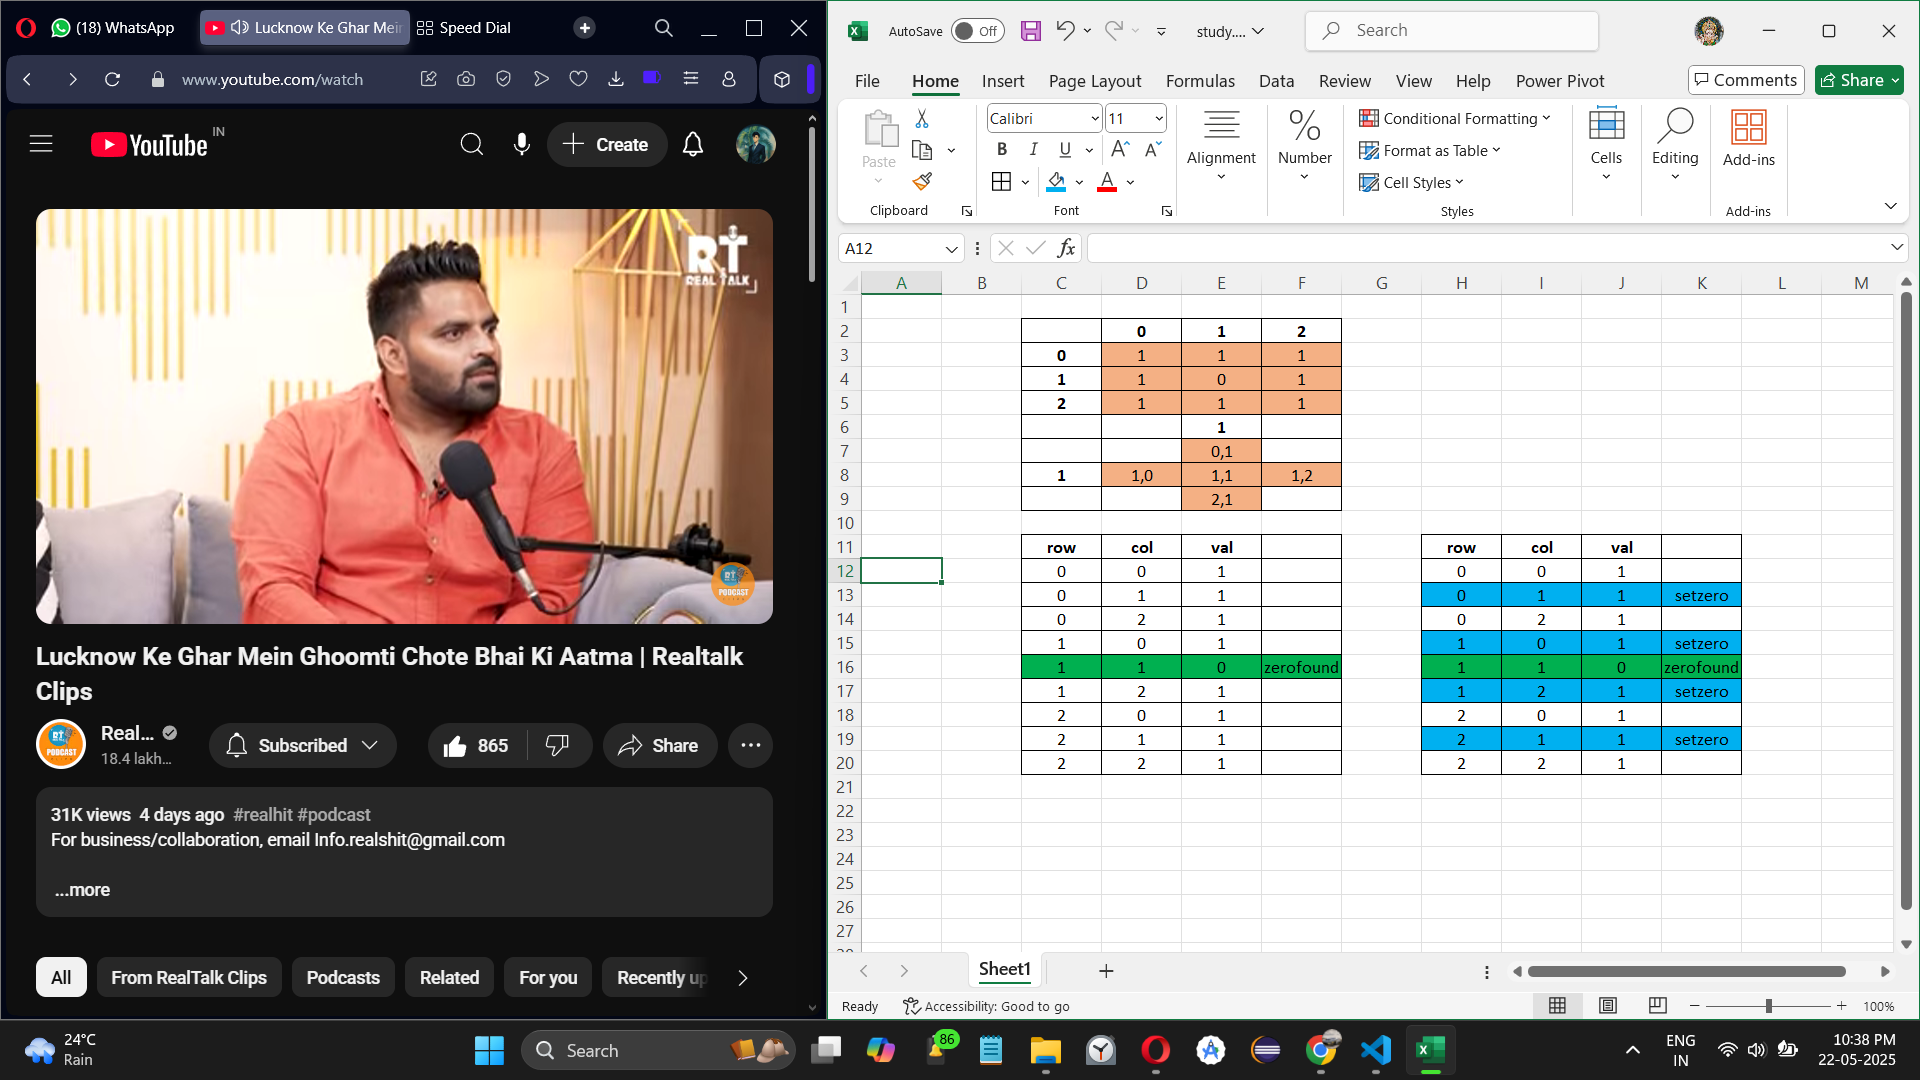 (18) WhatsApp
Lucknow Ke Ghar Mei
Speed Dial
www.youtube.com/watch
YouTube IN
Create
RT
REAL TALK
RT
PODCAST
Lucknow Ke Ghar Mein Ghoomti Chote Bhai Ki Aatma | Realtalk
Clips
RT
PODCAST
Real...
18.4 lakh...
Subscribed
865
Share
31K views 4 days ago #realhit #podcast
For business/collaboration, email Info.realshit@gmail.com
...more
All
From RealTalk Clips
Podcasts
Related
For you
Recently up
AutoSave Off
study....
Search
File Home Insert Page Layout Formulas Data Review View Help Power Pivot
Comments
Share
Paste
Clipboard
Calibri 11
B I U A A
A
Font
Alignment
%
Number
Conditional Formatting
Format as Table
Cell Styles
Styles
Cells
Editing
Add-ins
Add-ins
A12
fx
A B C D E F G H I J K L M
1
2 0 1 2
3 0 1 1 1
4 1 1 0 1
5 2 1 1 1
6 1
7 0,1
8 1 1,0 1,1 1,2
9 2,1
10
11 row col val row col val
12 0 0 1 0 0 1
13 0 1 1 0 1 1 setzero
14 0 2 1 0 2 1
15 1 0 1 1 0 1 setzero
16 1 1 0 zerofound 1 1 0 zerofound
17 1 2 1 1 2 1 setzero
18 2 0 1 2 0 1
19 2 1 1 2 1 1 setzero
20 2 2 1 2 2 1
21
22
23
24
25
26
27
Sheet1
Ready
Accessibility: Good to go
100%
24°C
Rain
Search
86
ENG
IN
10:38 PM
22-05-2025